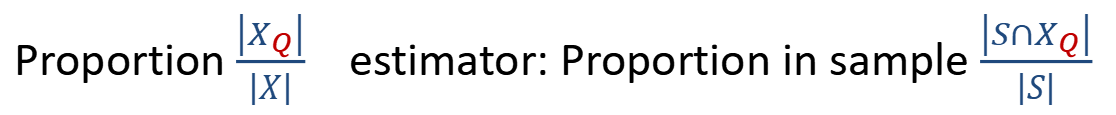 Proportion |X_Q| / |X| estimator: Proportion in sample |S∩X_Q| / |S|